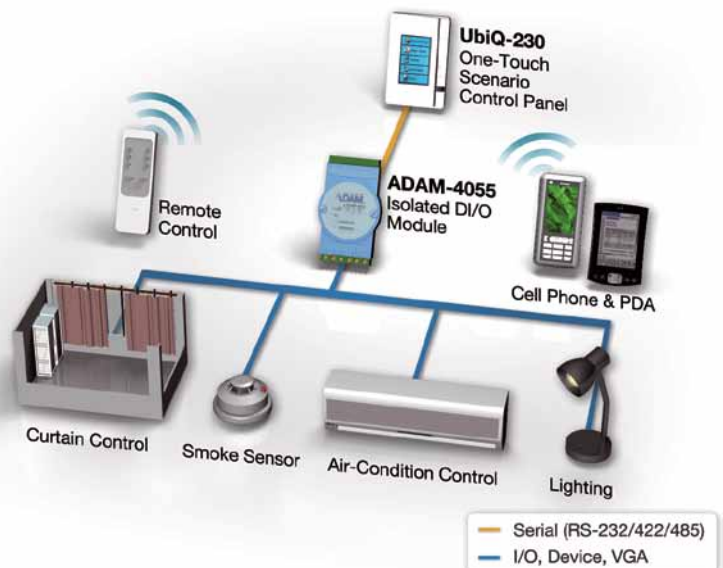 UbiQ-230
One-Touch
Scenario
Control Panel
Remote
Control
ADAM
ADAM-4055
Isolated DI/O
Module
Cell Phone & PDA
Curtain Control
Smoke Sensor
Air-Condition Control
Lighting
Serial (RS-232/422/485)
I/O, Device, VGA